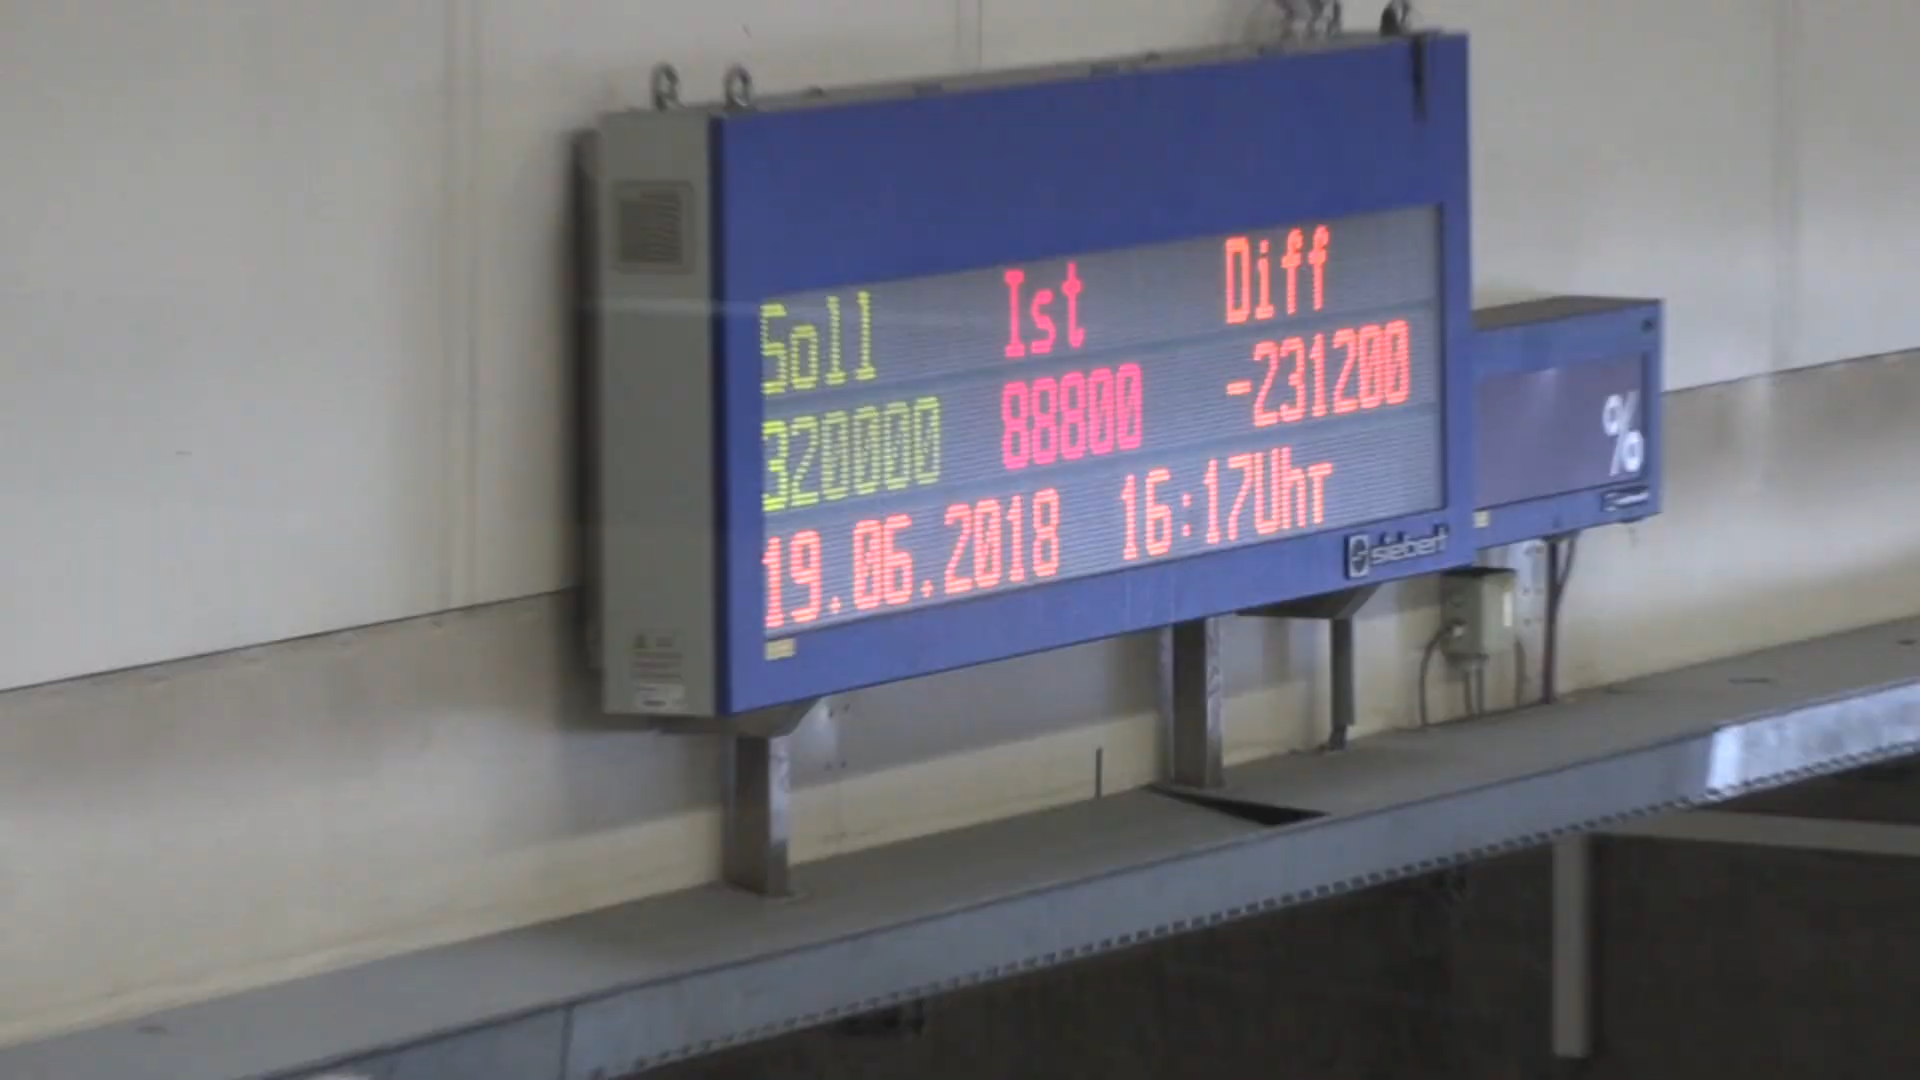 Soll Ist Diff
320000 88800 -231200
19.06.2018 16:17Uhr
siebert
%